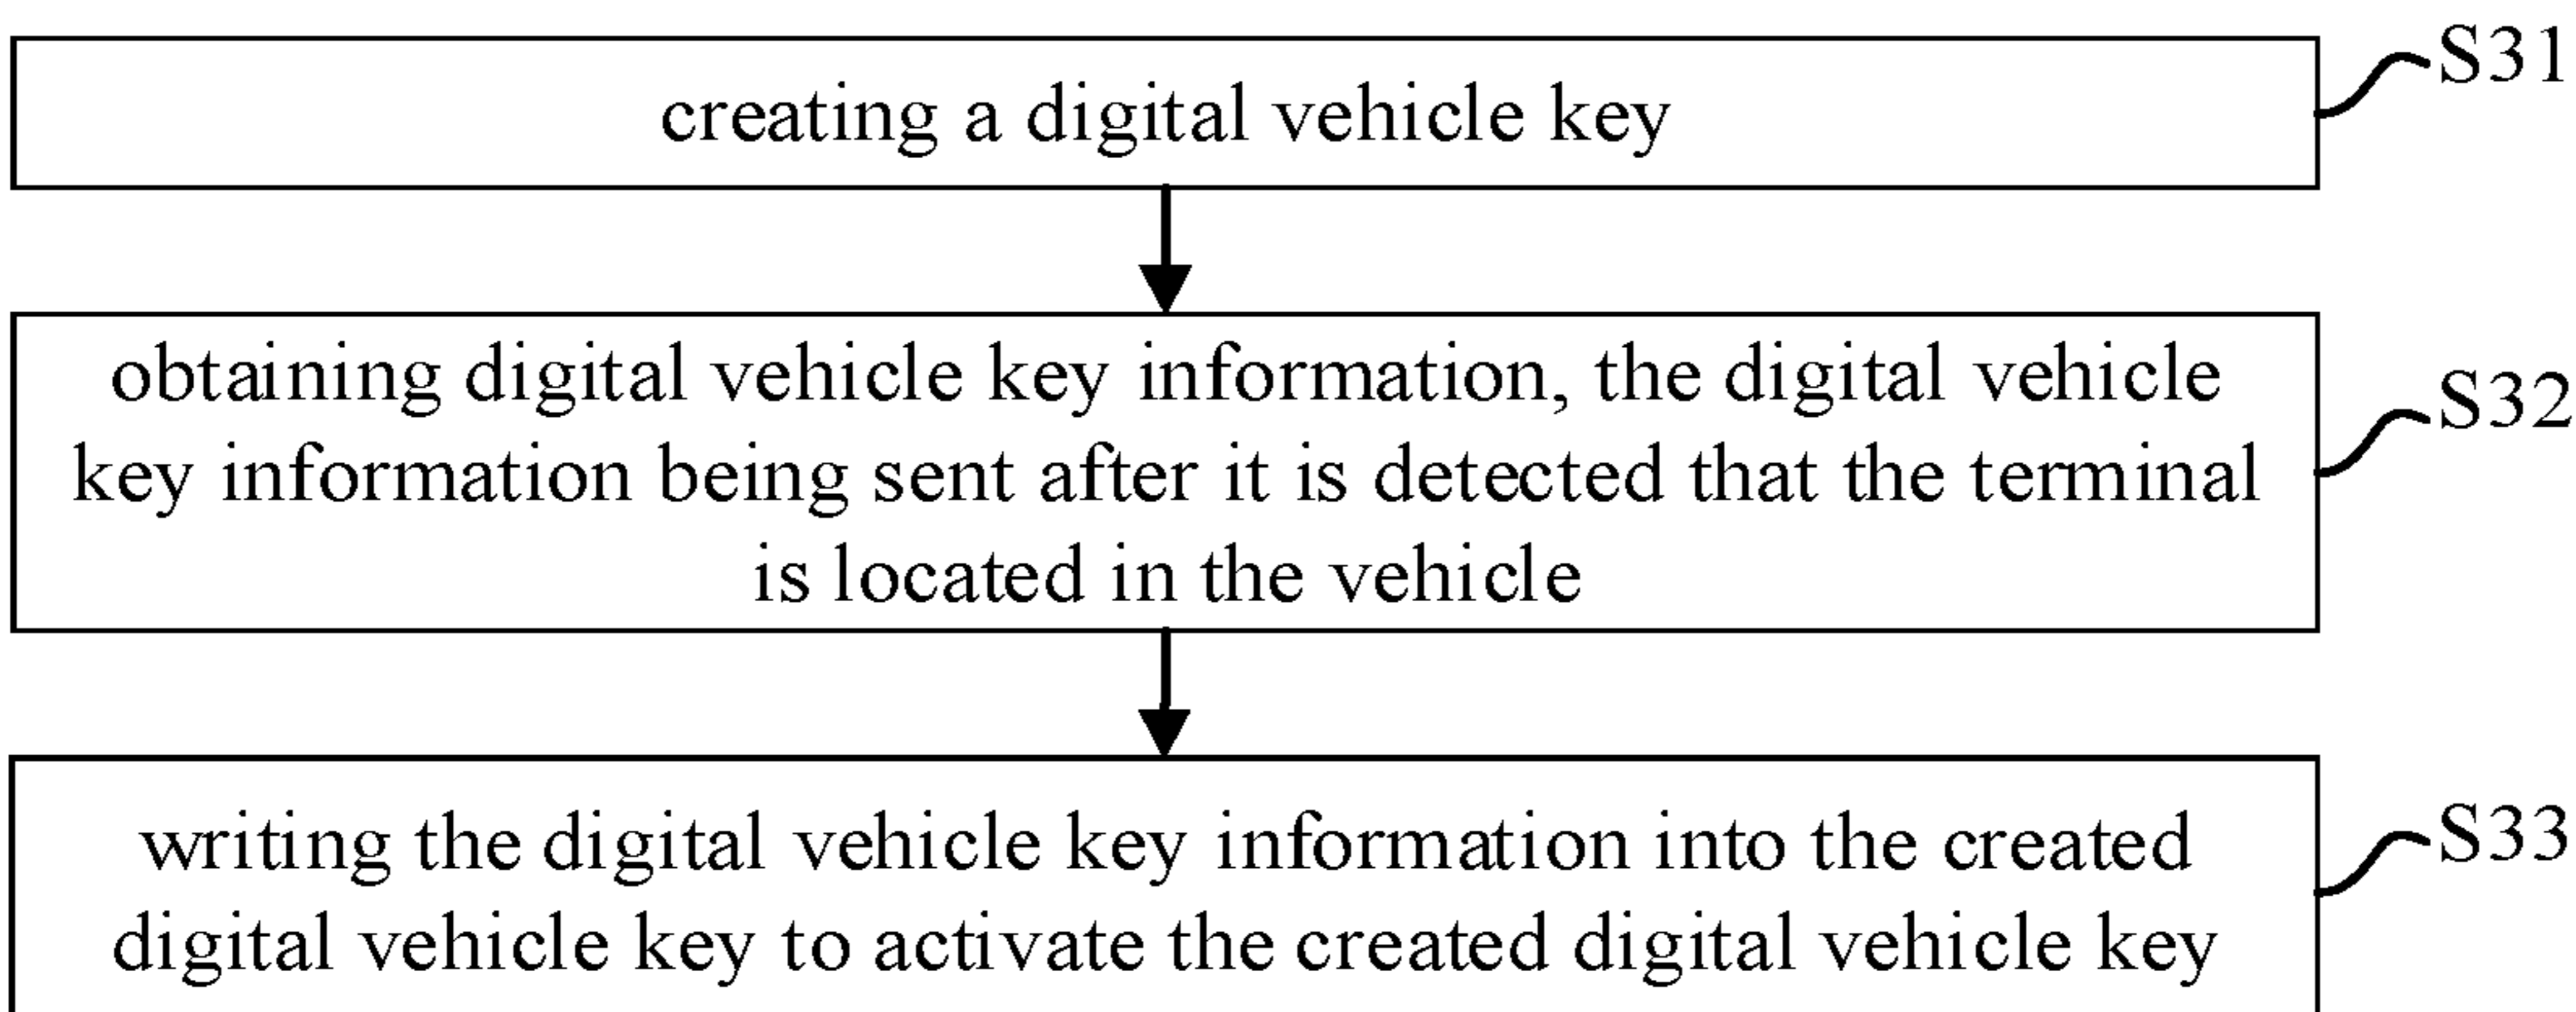 creating a digital vehicle key
S31
obtaining digital vehicle key information, the digital vehicle
key information being sent after it is detected that the terminal
is located in the vehicle
S32
writing the digital vehicle key information into the created
digital vehicle key to activate the created digital vehicle key
S33